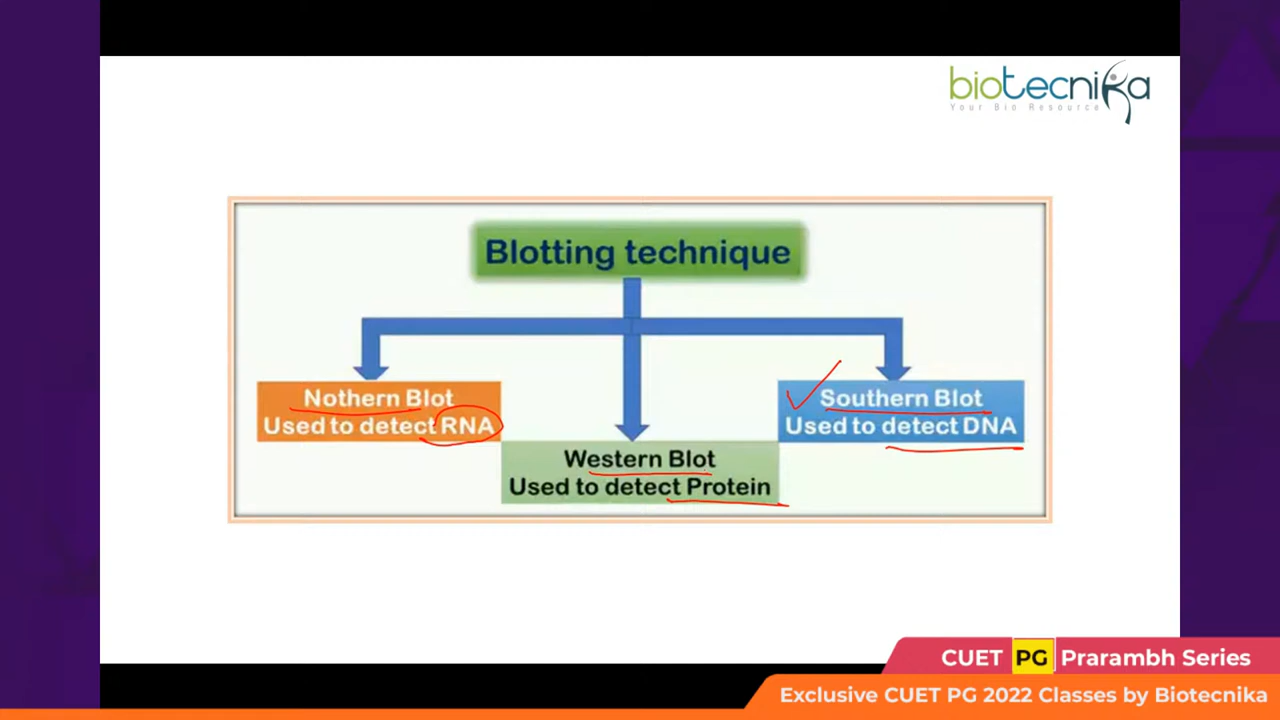 biotecnika
Your Bio Resource
Blotting technique
Nothern Blot
Used to detect RNA
Southern Blot
Used to detect DNA
Western Blot
Used to detect Protein
CUET PG Prarambh Series
Exclusive CUET PG 2022 Classes by Biotecnika